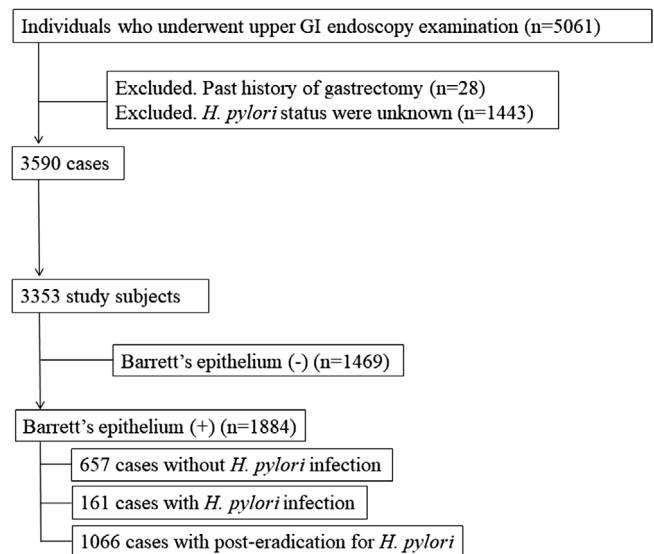 Individuals who underwent upper GI endoscopy examination (n=5061)
Excluded. Past history of gastrectomy (n=28)
Excluded. H. pylori status were unknown (n=1443)
3590 cases
3353 study subjects
Barrett’s epithelium (-) (n=1469)
Barrett’s epithelium (+) (n=1884)
657 cases without H. pylori infection
161 cases with H. pylori infection
1066 cases with post-eradication for H. pylori